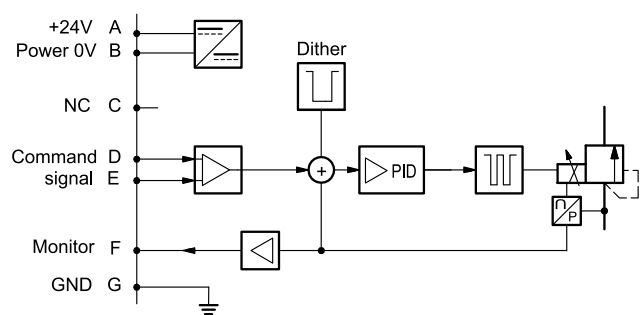 +24V A
Power 0V B
Dither
NC C
Command D
signal E
+
PID
Monitor F
U
P
GND G